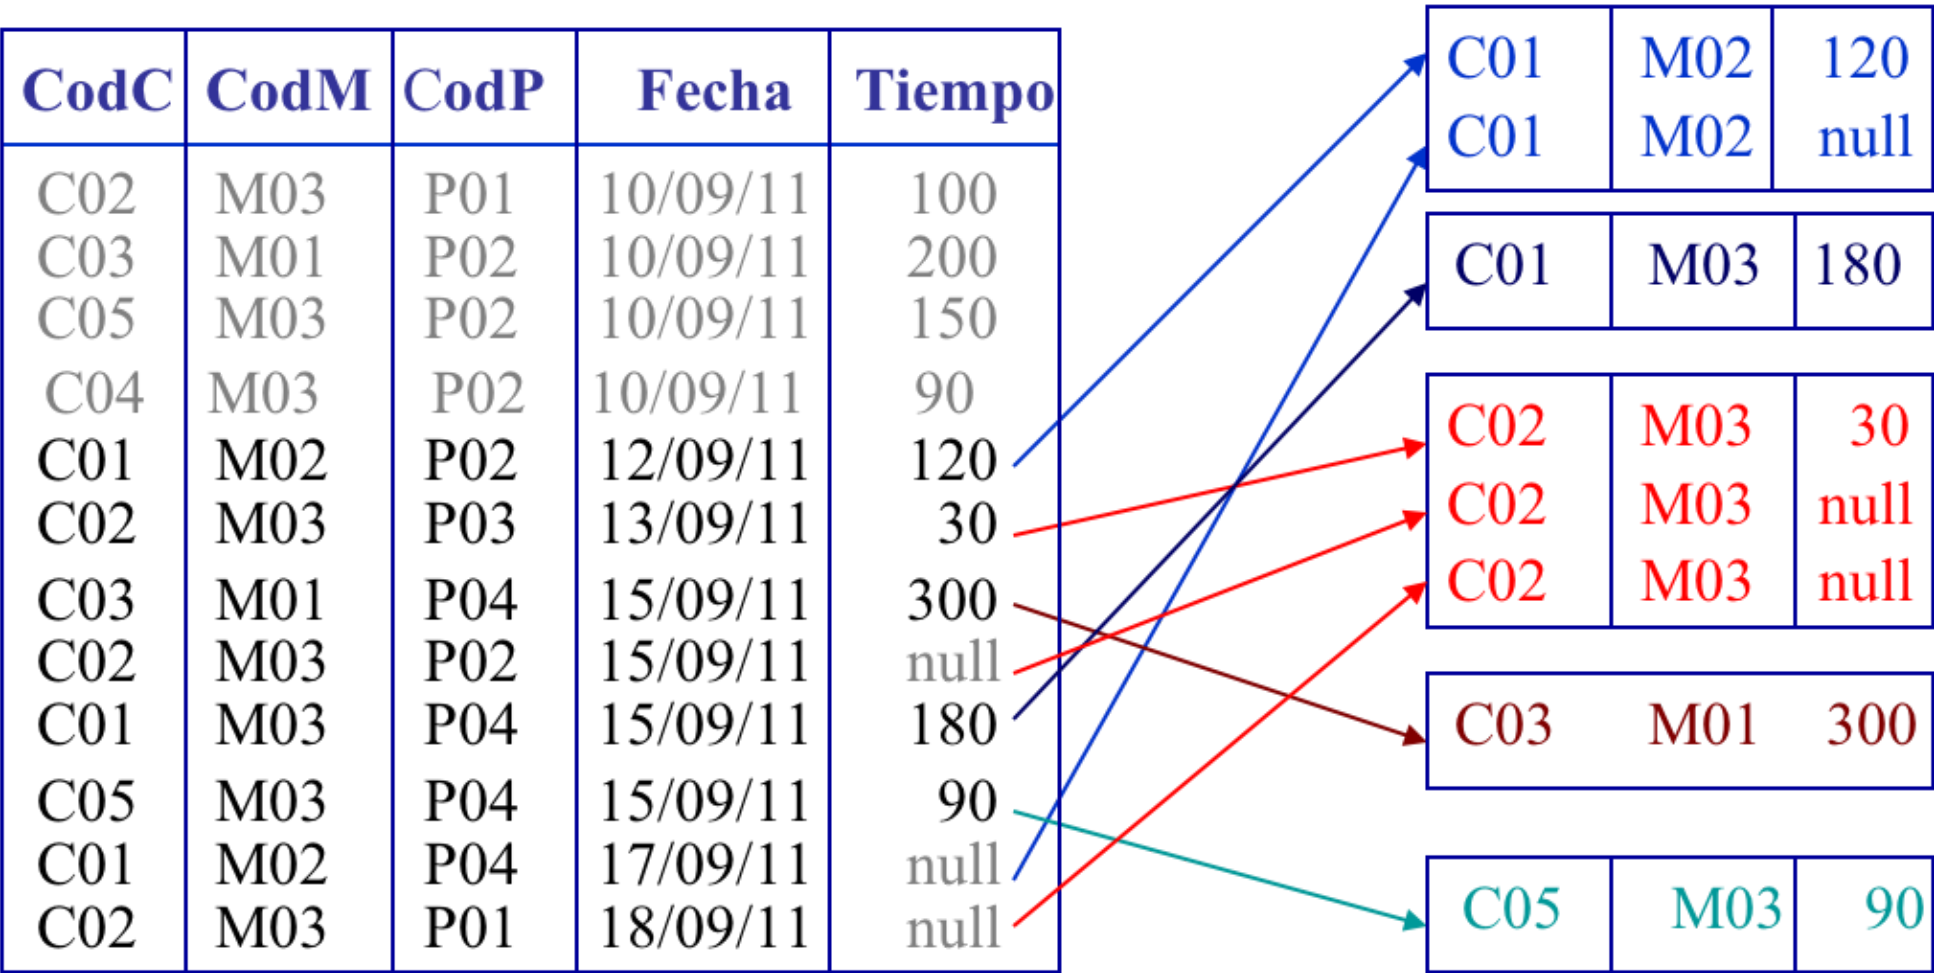 CodC CodM CodP Fecha Tiempo
C02 M03 P01 10/09/11 100
C03 M01 P02 10/09/11 200
C05 M03 P02 10/09/11 150
C04 M03 P02 10/09/11 90
C01 M02 P02 12/09/11 120
C02 M03 P03 13/09/11 30
C03 M01 P04 15/09/11 300
C02 M03 P02 15/09/11 null
C01 M03 P04 15/09/11 180
C05 M03 P04 15/09/11 90
C01 M02 P04 17/09/11 null
C02 M03 P01 18/09/11 null
C01 M02 120
C01 M02 null
C01 M03 180
C02 M03 30
C02 M03 null
C02 M03 null
C03 M01 300
C05 M03 90